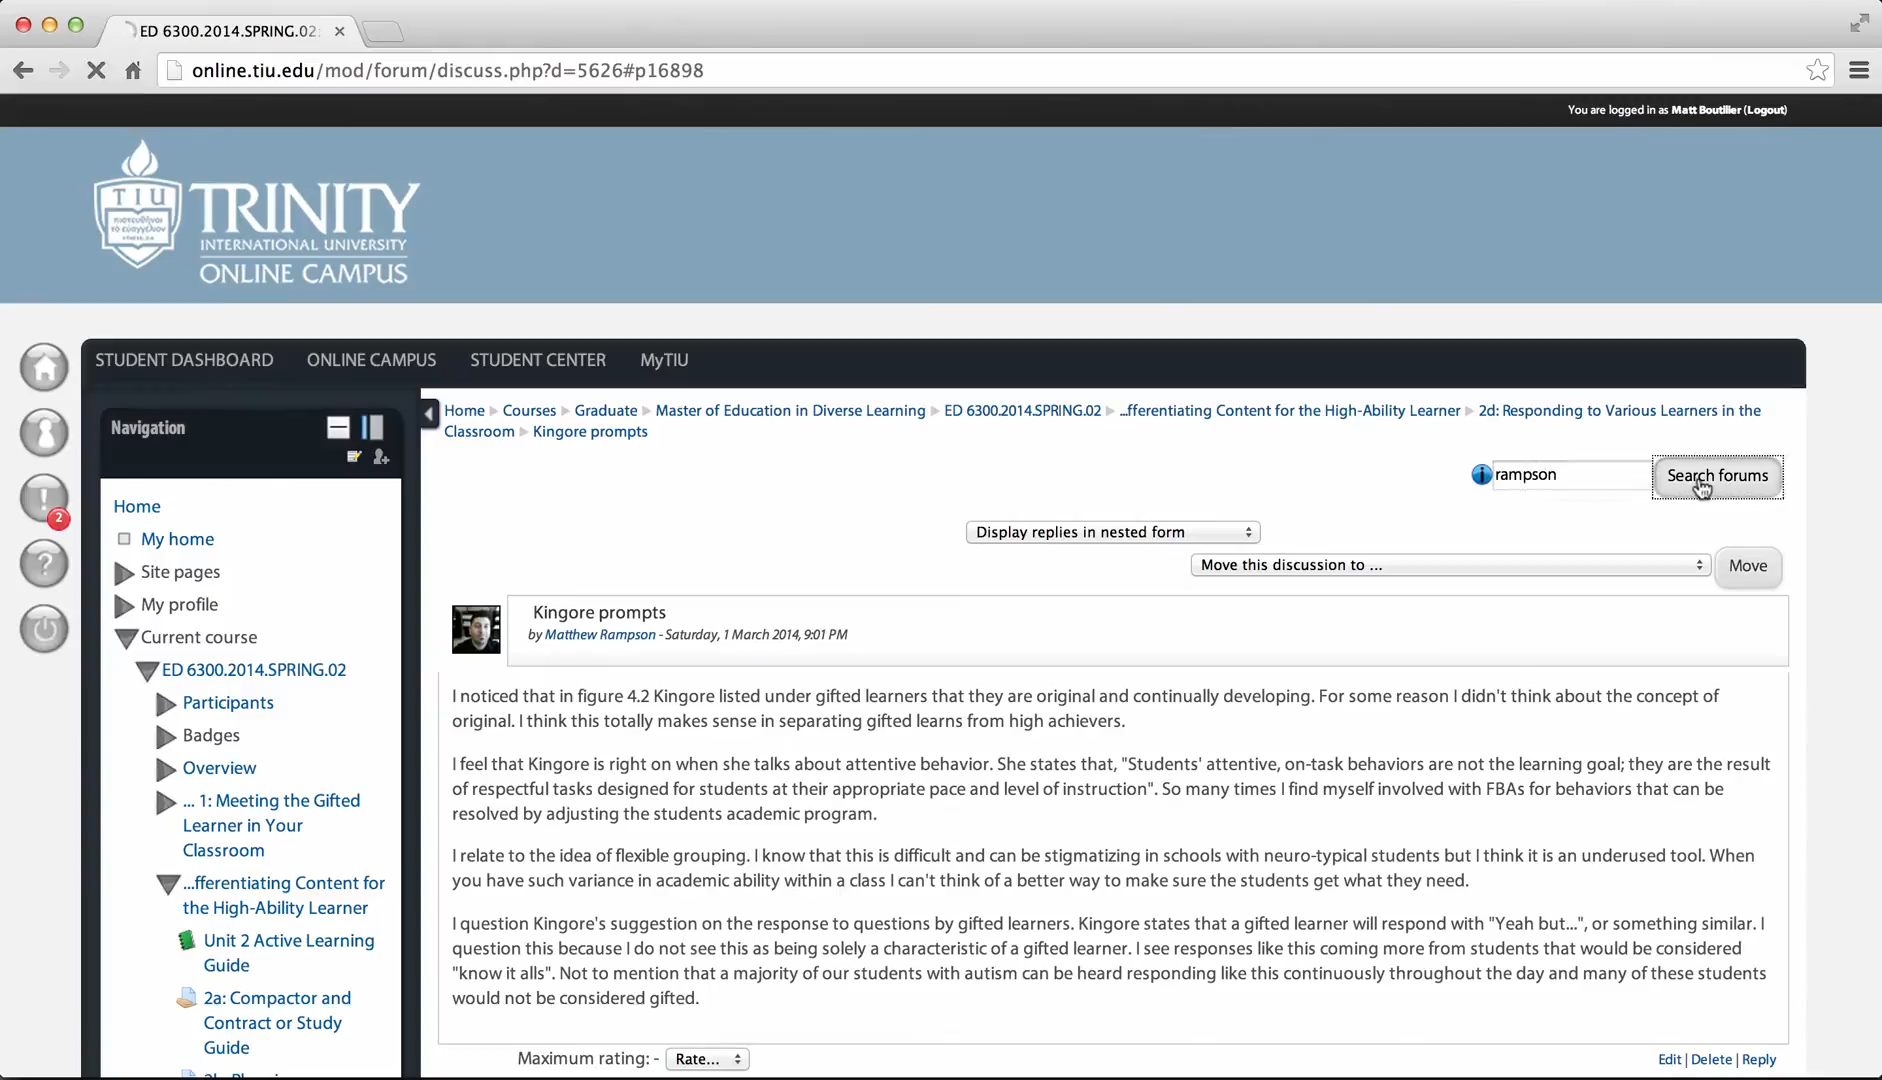 ED 6300.2014.SPRING.02
online.tiu.edu/mod/forum/discuss.php?d=5626#p16898
You are logged in as Matt Boutilier (Logout)
TIU
TRINITY
INTERNATIONAL UNIVERSITY
ONLINE CAMPUS
STUDENT DASHBOARD ONLINE CAMPUS STUDENT CENTER MyTIU
Navigation
Home
My home
Site pages
My profile
Current course
ED 6300.2014.SPRING.02
Participants
Badges
Overview
... 1: Meeting the Gifted
Learner in Your
Classroom
...fferentiating Content for
the High-Ability Learner
Unit 2 Active Learning
Guide
2a: Compactor and
Contract or Study
Guide
2
Home Courses Graduate Master of Education in Diverse Learning ED 6300.2014.SPRING.02 ...fferentiating Content for the High-Ability Learner 2d: Responding to Various Learners in the
Classroom Kingore prompts
rampson Search forums
Display replies in nested form
Move this discussion to ... Move
Kingore prompts
by Matthew Rampson - Saturday, 1 March 2014, 9:01 PM
I noticed that in figure 4.2 Kingore listed under gifted learners that they are original and continually developing. For some reason I didn't think about the concept of
original. I think this totally makes sense in separating gifted learns from high achievers.
I feel that Kingore is right on when she talks about attentive behavior. She states that, "Students' attentive, on-task behaviors are not the learning goal; they are the result
of respectful tasks designed for students at their appropriate pace and level of instruction". So many times I find myself involved with FBAs for behaviors that can be
resolved by adjusting the students academic program.
I relate to the idea of flexible grouping. I know that this is difficult and can be stigmatizing in schools with neuro-typical students but I think it is an underused tool. When
you have such variance in academic ability within a class I can't think of a better way to make sure the students get what they need.
I question Kingore's suggestion on the response to questions by gifted learners. Kingore states that a gifted learner will respond with "Yeah but...", or something similar. I
question this because I do not see this as being solely a characteristic of a gifted learner. I see responses like this coming more from students that would be considered
"know it alls". Not to mention that a majority of our students with autism can be heard responding like this continuously throughout the day and many of these students
would not be considered gifted.
Maximum rating: - Rate...
Edit | Delete | Reply